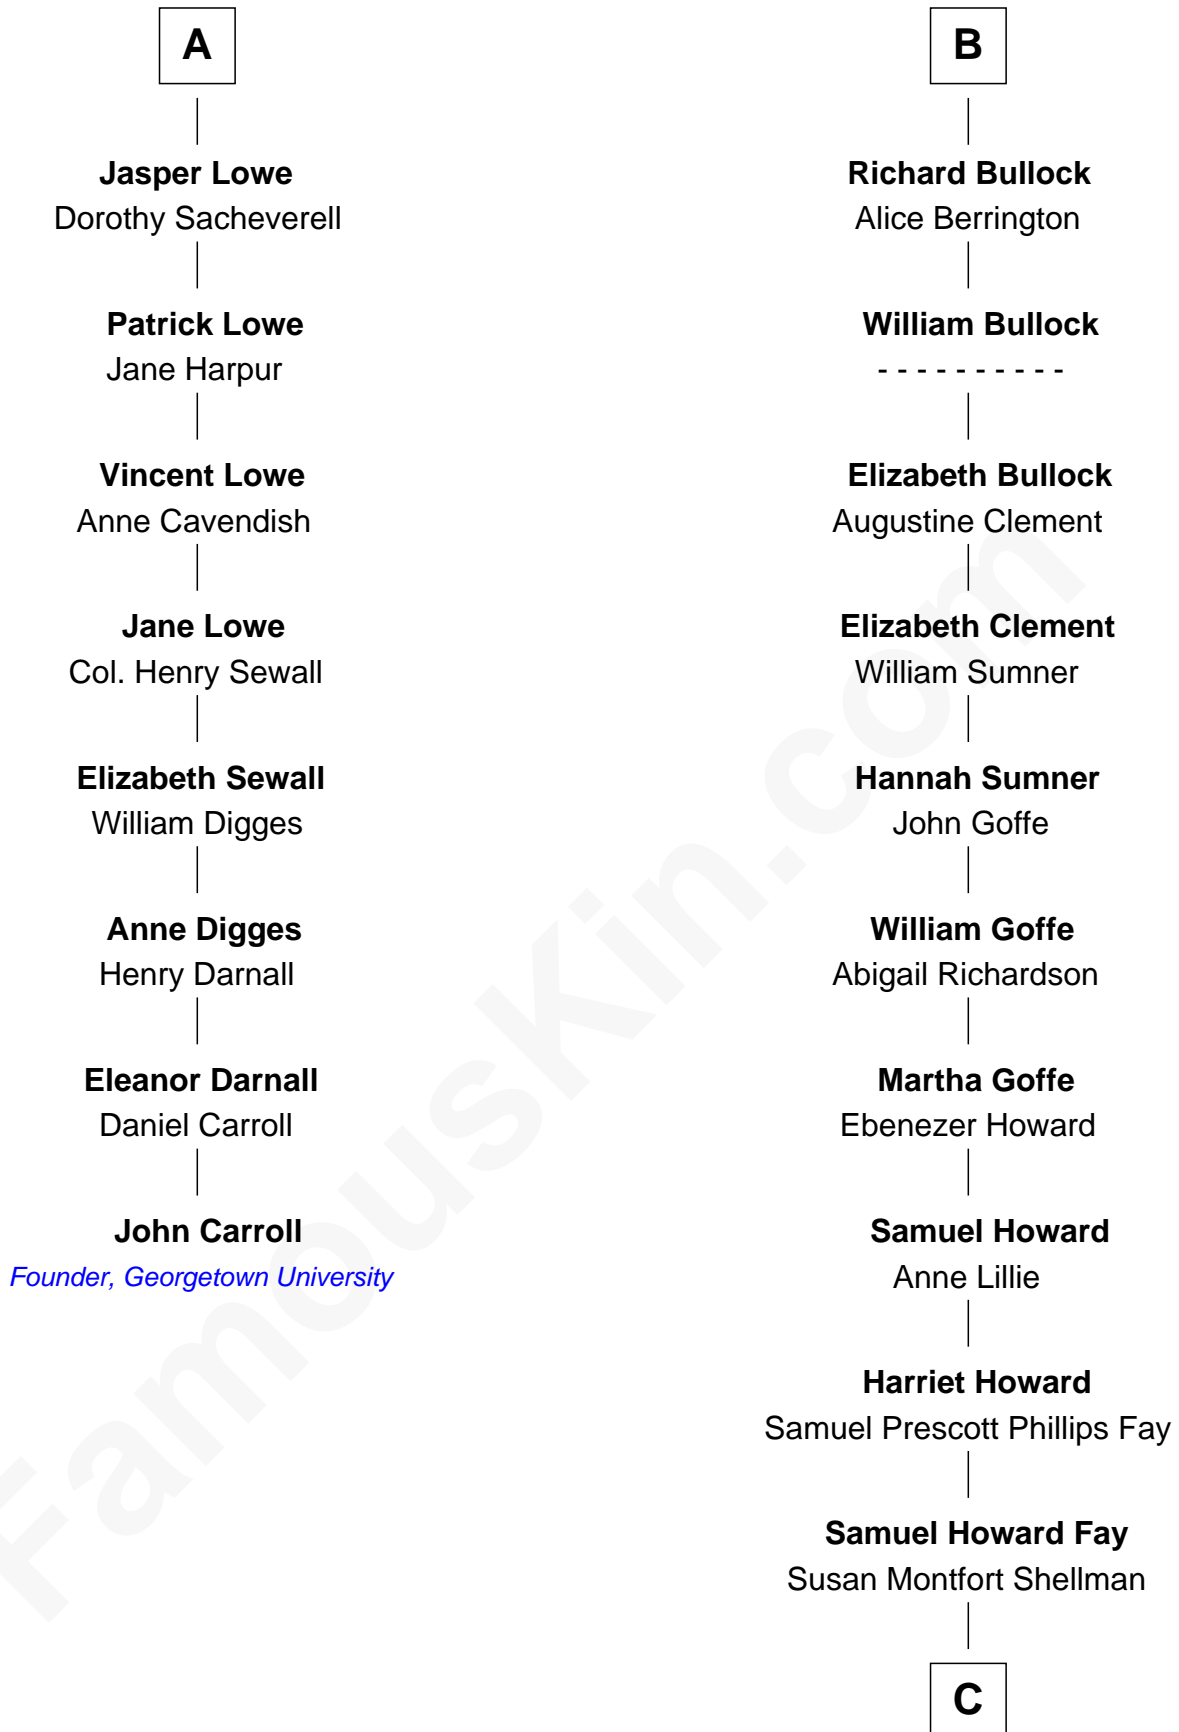 A
Jasper Lowe
Dorothy Sacheverell
Patrick Lowe
Jane Harpur
Vincent Lowe
Anne Cavendish
Jane Lowe
Col. Henry Sewall
Elizabeth Sewall
William Digges
Anne Digges
Henry Darnall
Eleanor Darnall
Daniel Carroll
John Carroll
Founder, Georgetown University
B
Richard Bullock
Alice Berrington
William Bullock
- - - - - - - - - -
Elizabeth Bullock
Augustine Clement
Elizabeth Clement
William Sumner
Hannah Sumner
John Goffe
William Goffe
Abigail Richardson
Martha Goffe
Ebenezer Howard
Samuel Howard
Anne Lillie
Harriet Howard
Samuel Prescott Phillips Fay
Samuel Howard Fay
Susan Montfort Shellman
C
FamousKin.com